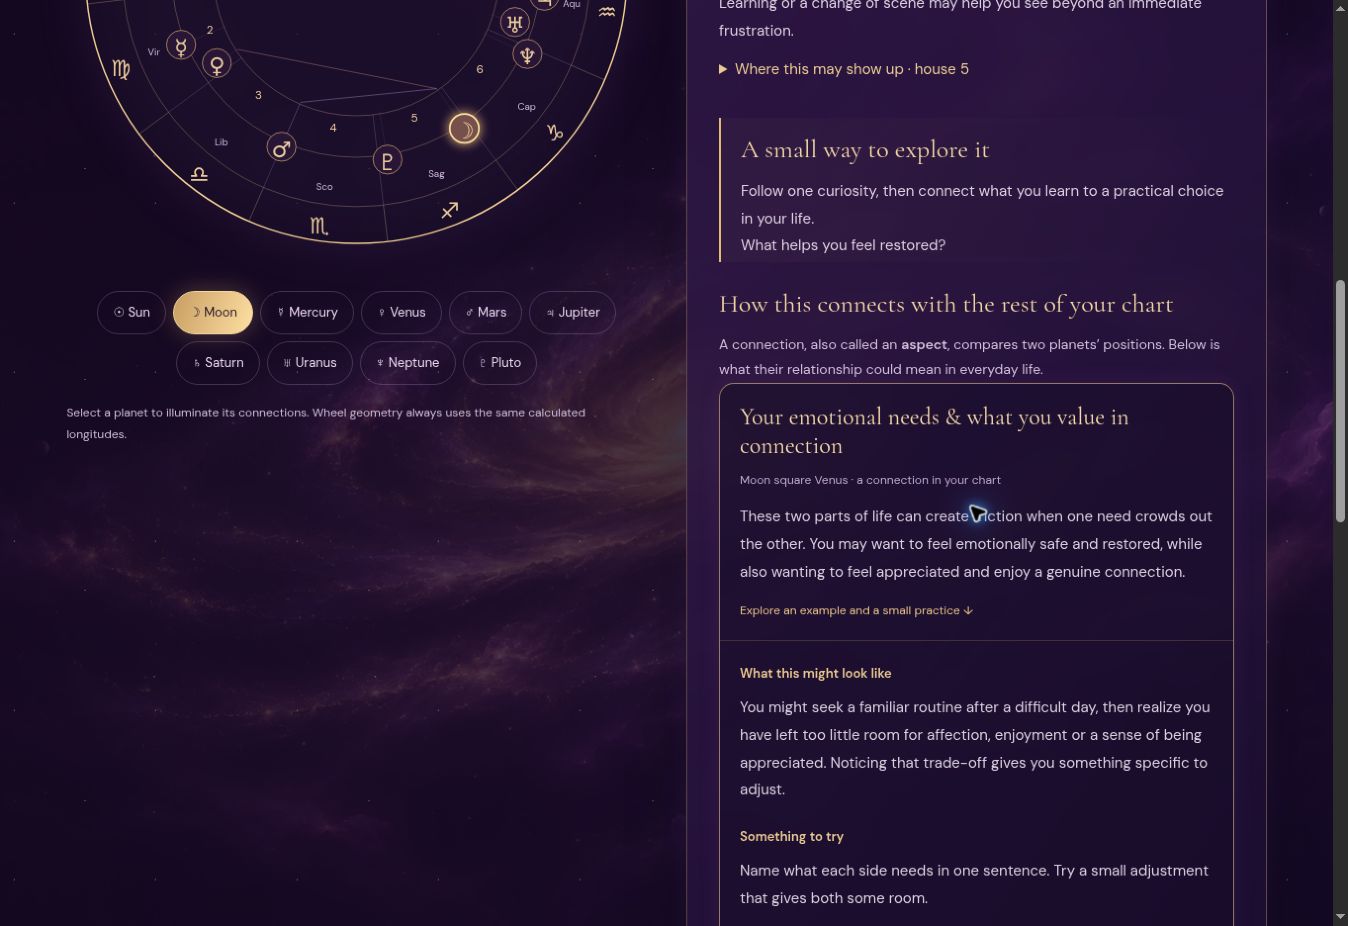 Aqu
♒
♅
2
Vir
☿
♀
♆
♍
6
3
Cap
5
4
☽
♑
Lib
♂
♇
Sag
♎
Sco
♐
♏
☉ Sun
☽ Moon
☿ Mercury
♀ Venus
♂ Mars
♃ Jupiter
♄ Saturn
♅ Uranus
♆ Neptune
♇ Pluto
Select a planet to illuminate its connections. Wheel geometry always uses the same calculated
longitudes.
Learning or a change of scene may help you see beyond an immediate
frustration.
▶ Where this may show up · house 5
A small way to explore it
Follow one curiosity, then connect what you learn to a practical choice
in your life.
What helps you feel restored?
How this connects with the rest of your chart
A connection, also called an aspect, compares two planets’ positions. Below is
what their relationship could mean in everyday life.
Your emotional needs & what you value in
connection
Moon square Venus · a connection in your chart
These two parts of life can create friction when one need crowds out
the other. You may want to feel emotionally safe and restored, while
also wanting to feel appreciated and enjoy a genuine connection.
Explore an example and a small practice ↓
What this might look like
You might seek a familiar routine after a difficult day, then realize you
have left too little room for affection, enjoyment or a sense of being
appreciated. Noticing that trade-off gives you something specific to
adjust.
Something to try
Name what each side needs in one sentence. Try a small adjustment
that gives both some room.